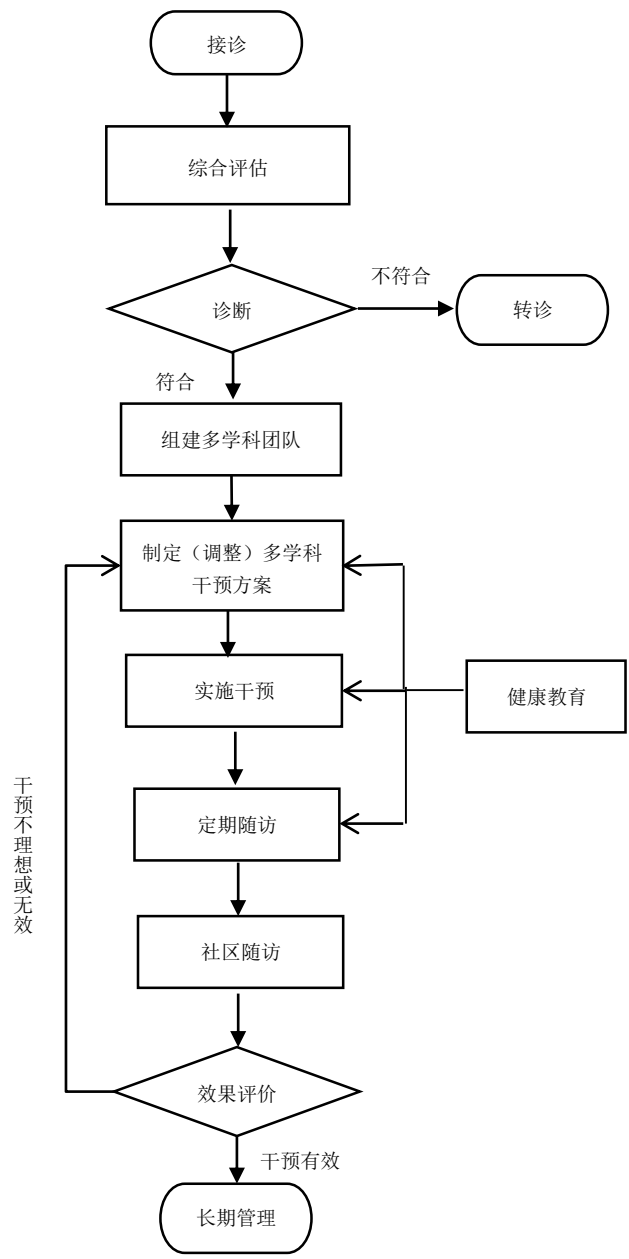 接诊
综合评估
不符合
诊断
转诊
符合
组建多学科团队
制定（调整）多学科
干预方案
实施干预
健康教育
干预不理想或无效
定期随访
社区随访
效果评价
干预有效
长期管理